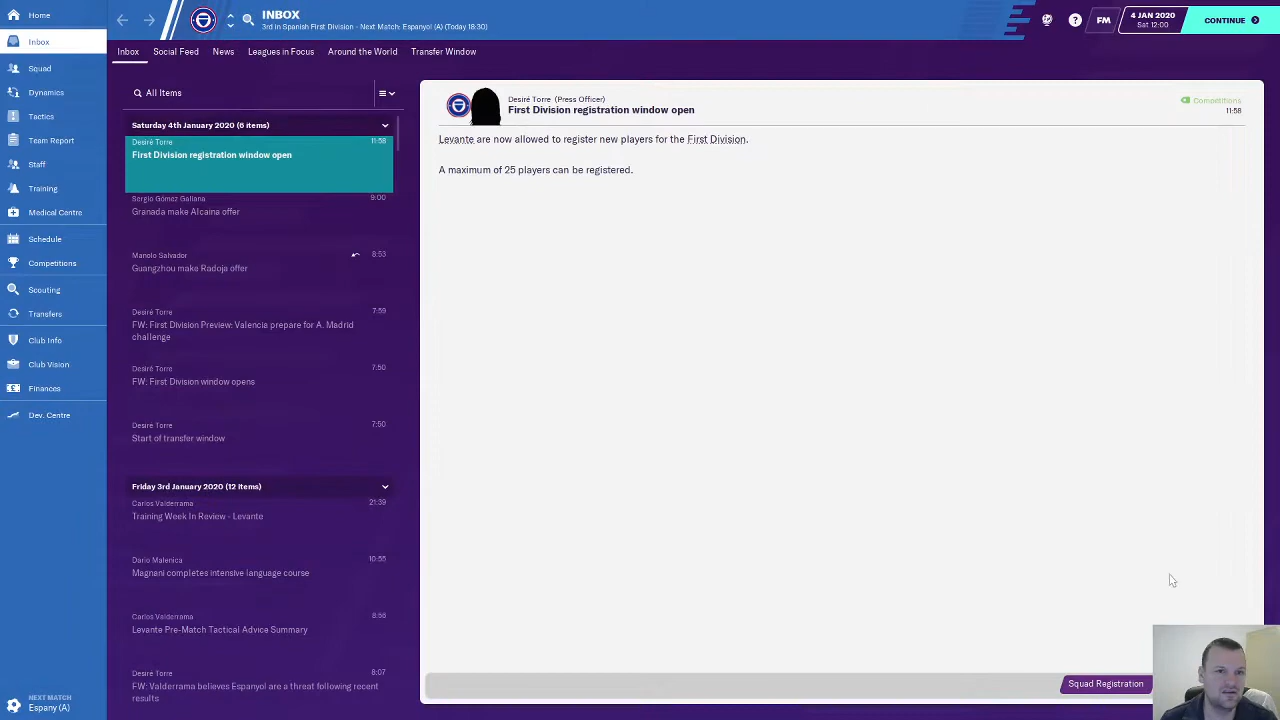 Home
Inbox
Squad
Dynamics
Tactics
Team Report
Staff
Training
Medical Centre
Schedule
Competitions
Scouting
Transfers
Club Info
Club Vision
Finances
Dev. Centre
NEXT MATCH
Espany (A)
INBOX
3rd in Spanish First Division - Next Match: Espanyol (A) (Today 18:30)
FM
4 JAN 2020
Sat 12:00
CONTINUE
Inbox
Social Feed
News
Leagues in Focus
Around the World
Transfer Window
All Items
Saturday 4th January 2020 (6 items)
Desiré Torre 11:58
First Division registration window open
Sergio Gómez Galiana 9:00
Granada make Alcaina offer
Manolo Salvador 8:53
Guangzhou make Radoja offer
Desiré Torre 7:59
FW: First Division Preview: Valencia prepare for A. Madrid
challenge
Desiré Torre 7:50
FW: First Division window opens
Desiré Torre 7:50
Start of transfer window
Friday 3rd January 2020 (12 items)
Carlos Valderrama 21:39
Training Week In Review - Levante
Dario Malenica 10:55
Magnani completes intensive language course
Carlos Valderrama 8:58
Levante Pre-Match Tactical Advice Summary
Desiré Torre 8:07
FW: Valderrama believes Espanyol are a threat following recent
results
Desiré Torre (Press Officer)
First Division registration window open
Competitions
11:58
Levante are now allowed to register new players for the First Division.
A maximum of 25 players can be registered.
Squad Registration